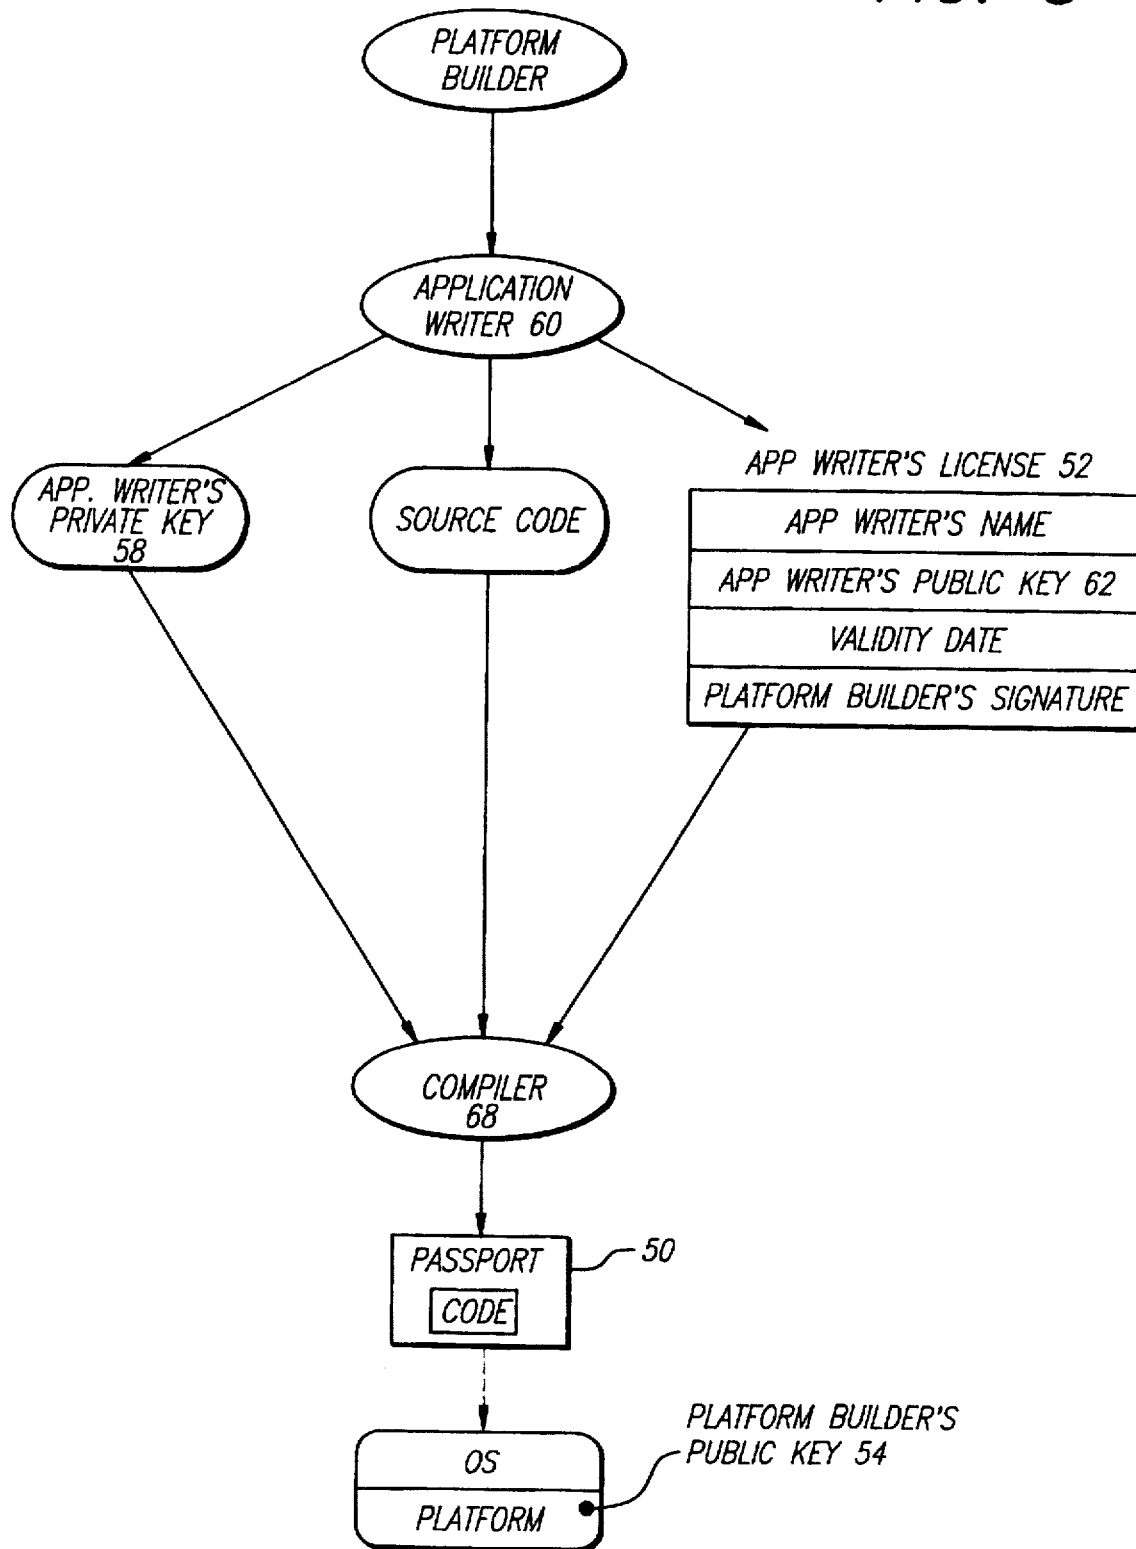 PLATFORM
BUILDER
APPLICATION
WRITER 60
APP. WRITER'S
PRIVATE KEY
58
SOURCE CODE
APP WRITER'S LICENSE 52
APP WRITER'S NAME
APP WRITER'S PUBLIC KEY 62
VALIDITY DATE
PLATFORM BUILDER'S SIGNATURE
COMPILER
68
PASSPORT
CODE
50
OS
PLATFORM
PLATFORM BUILDER'S
PUBLIC KEY 54